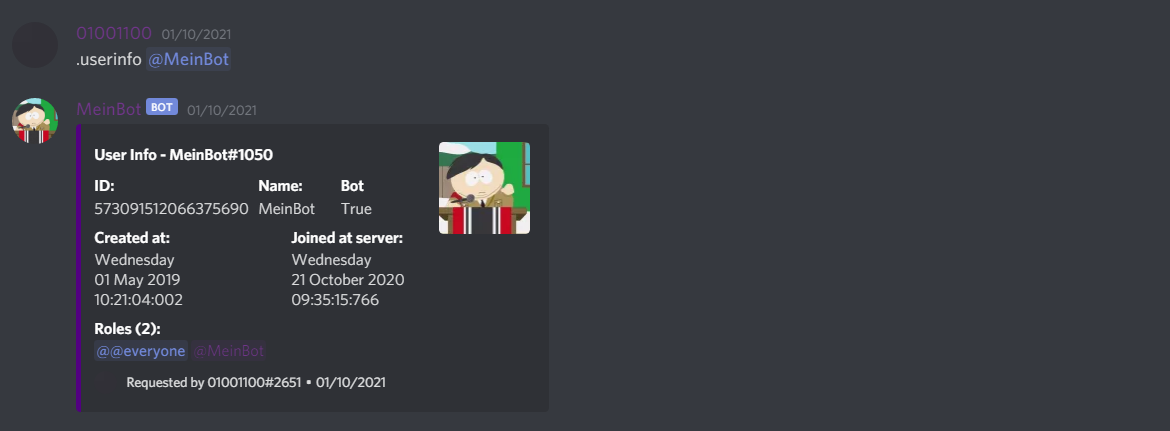 01001100 01/10/2021
.userinfo @MeinBot
MeinBot BOT 01/10/2021
User Info - MeinBot#1050
ID: Name: Bot
573091512066375690 MeinBot True
Created at: Joined at server:
Wednesday Wednesday
01 May 2019 21 October 2020
10:21:04:002 09:35:15:766
Roles (2):
@@everyone @MeinBot
Requested by 01001100#2651 • 01/10/2021